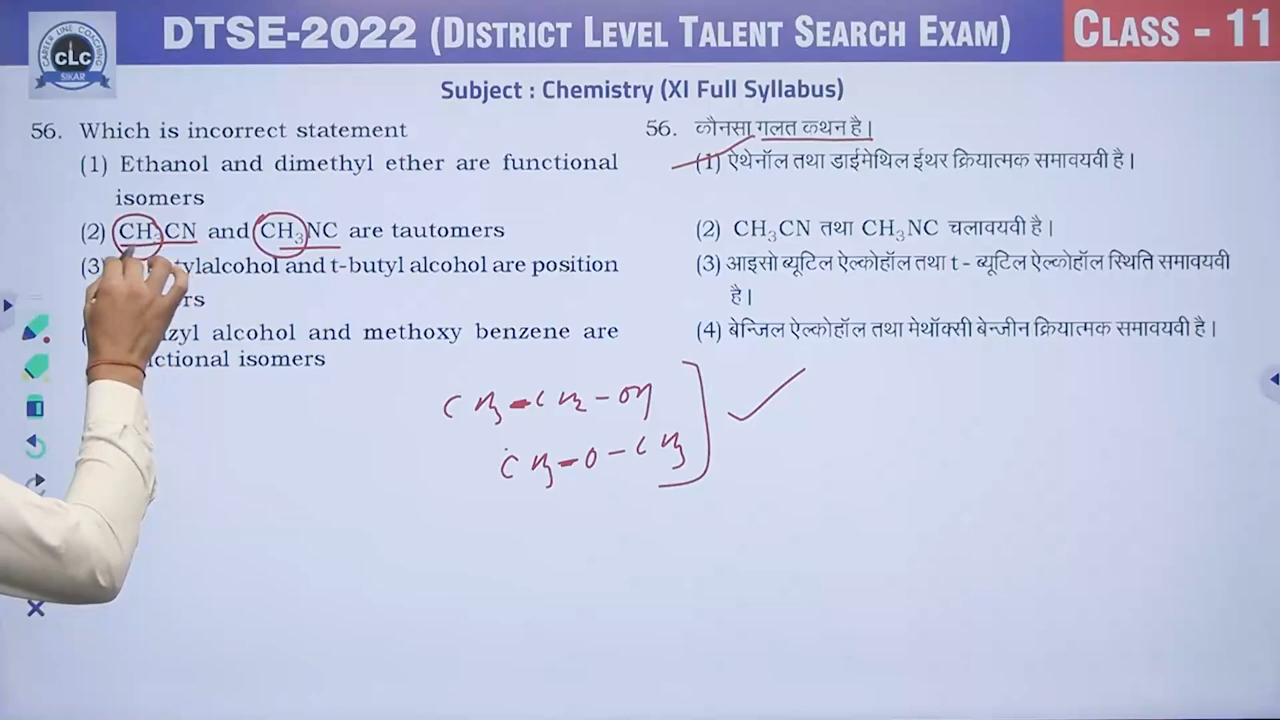 DTSE-2022 (DISTRICT LEVEL TALENT SEARCH EXAM)
CLASS - 11
CAREER LINE COACHING
CLC
SIKAR
Subject : Chemistry (XI Full Syllabus)
56. Which is incorrect statement
(1) Ethanol and dimethyl ether are functional
isomers
(2) CH₃CN and CH₃NC are tautomers
(3) and t-butyl alcohol are position
alcohol and methoxy benzene are
isomers
56. कौनसा गलत कथन है।
(1) ऐथेनॉल तथा डाईमेथिल ईथर क्रियात्मक समावयवी है।
(2) CH₃CN तथा CH₃NC चलावयवी है।
(3) आइसो ब्यूटिल ऐल्कोहॉल तथा t - ब्यूटिल ऐल्कोहॉल स्थिति समावयवी
है।
(4) बेन्जिल ऐल्कोहॉल तथा मेथॉक्सी बेन्जीन क्रियात्मक समावयवी है।
CH₃-CH₂-OH
CH₃-O-CH₃